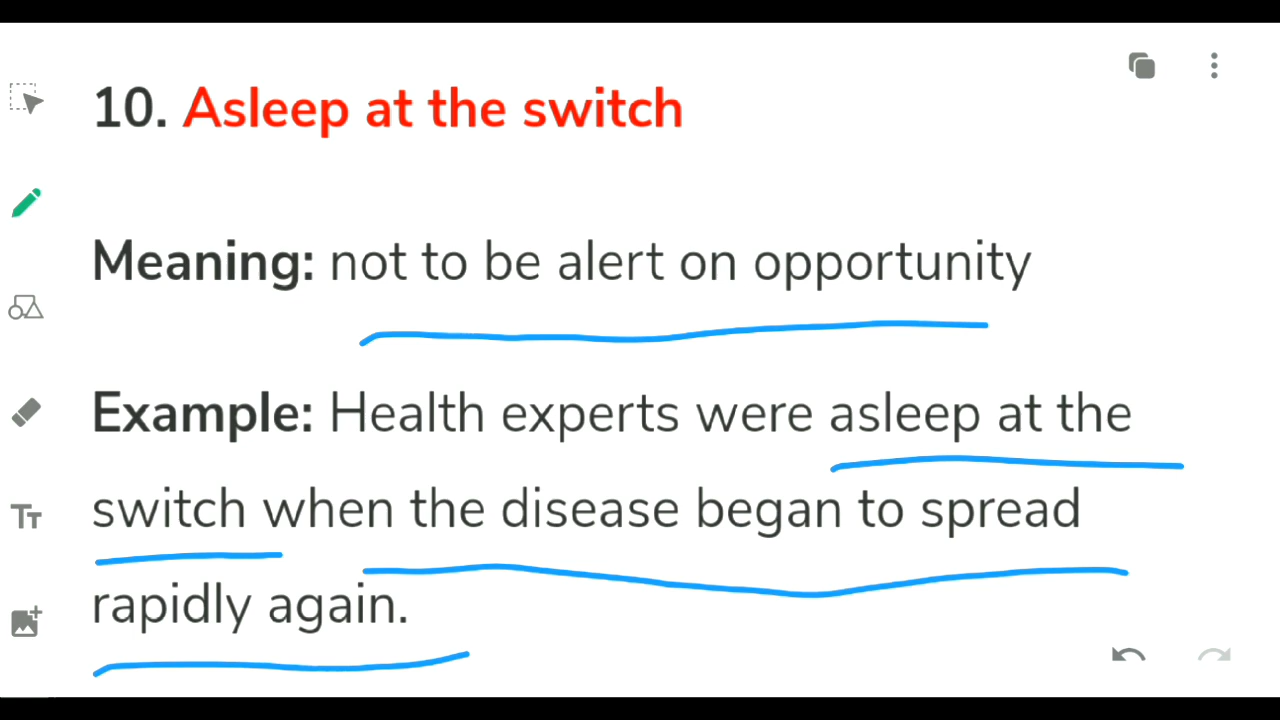 10. Asleep at the switch
Meaning: not to be alert on opportunity
Example: Health experts were asleep at the
switch when the disease began to spread
rapidly again.